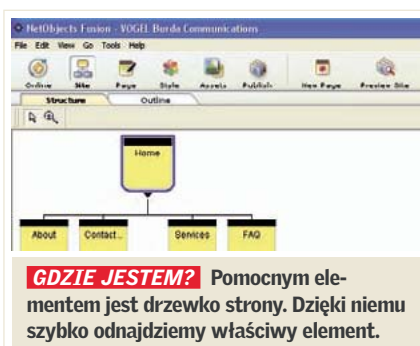 NetObjects Fusion - VOGEL Burda Communications
File Edit View Go Tools Help
Online Site Page Style Assets Publish New Page Preview Site
Structure Outline
Home
About Contact... Services FAQ
GDZIE JESTEM? Pomocnym ele-
mentem jest drzewko strony. Dzięki niemu
szybko odnajdziemy właściwy element.